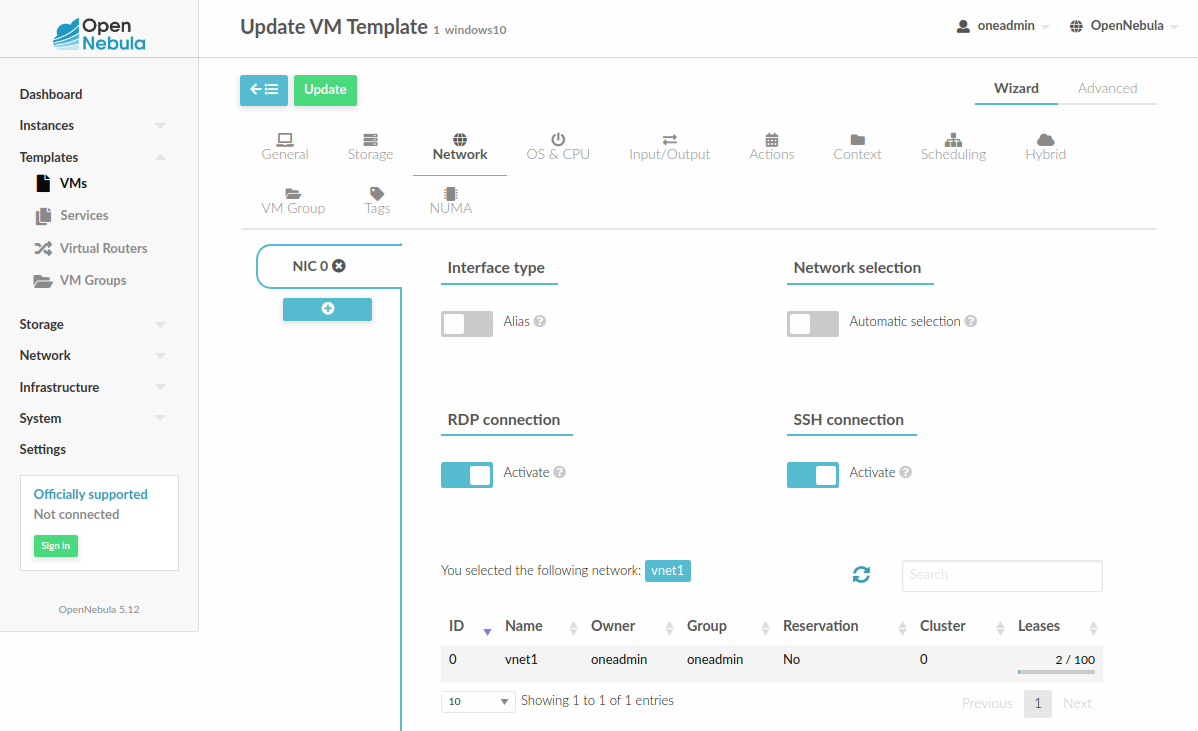 Open
Nebula
Update VM Template 1 windows10
oneadmin
OpenNebula
Dashboard
Instances
Templates
VMs
Services
Virtual Routers
VM Groups
Storage
Network
Infrastructure
System
Settings
Officially supported
Not connected
Sign in
OpenNebula 5.12
Update
Wizard Advanced
General Storage Network OS & CPU Input/Output Actions Context Scheduling Hybrid
VM Group Tags NUMA
NIC 0
Interface type Network selection
Alias Automatic selection
RDP connection SSH connection
Activate Activate
You selected the following network: vnet1 Search
ID Name Owner Group Reservation Cluster Leases
0 vnet1 oneadmin oneadmin No 0 2 / 100
10 Showing 1 to 1 of 1 entries Previous 1 Next